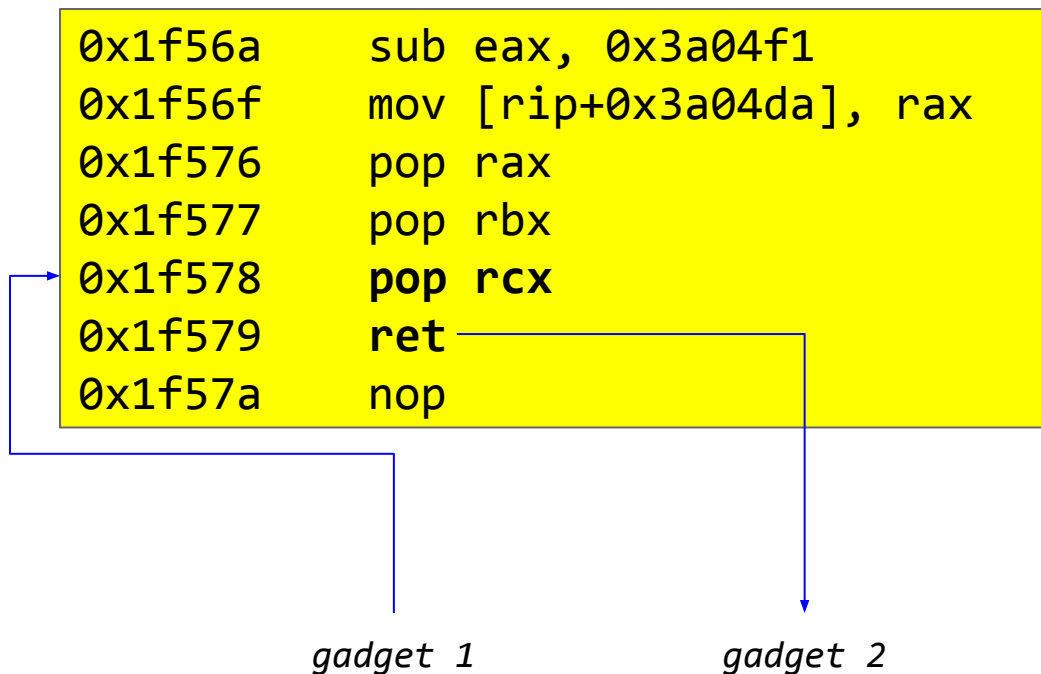 0x1f56a sub eax, 0x3a04f1
0x1f56f mov [rip+0x3a04da], rax
0x1f576 pop rax
0x1f577 pop rbx
0x1f578 pop rcx
0x1f579 ret
0x1f57a nop
gadget 1 gadget 2